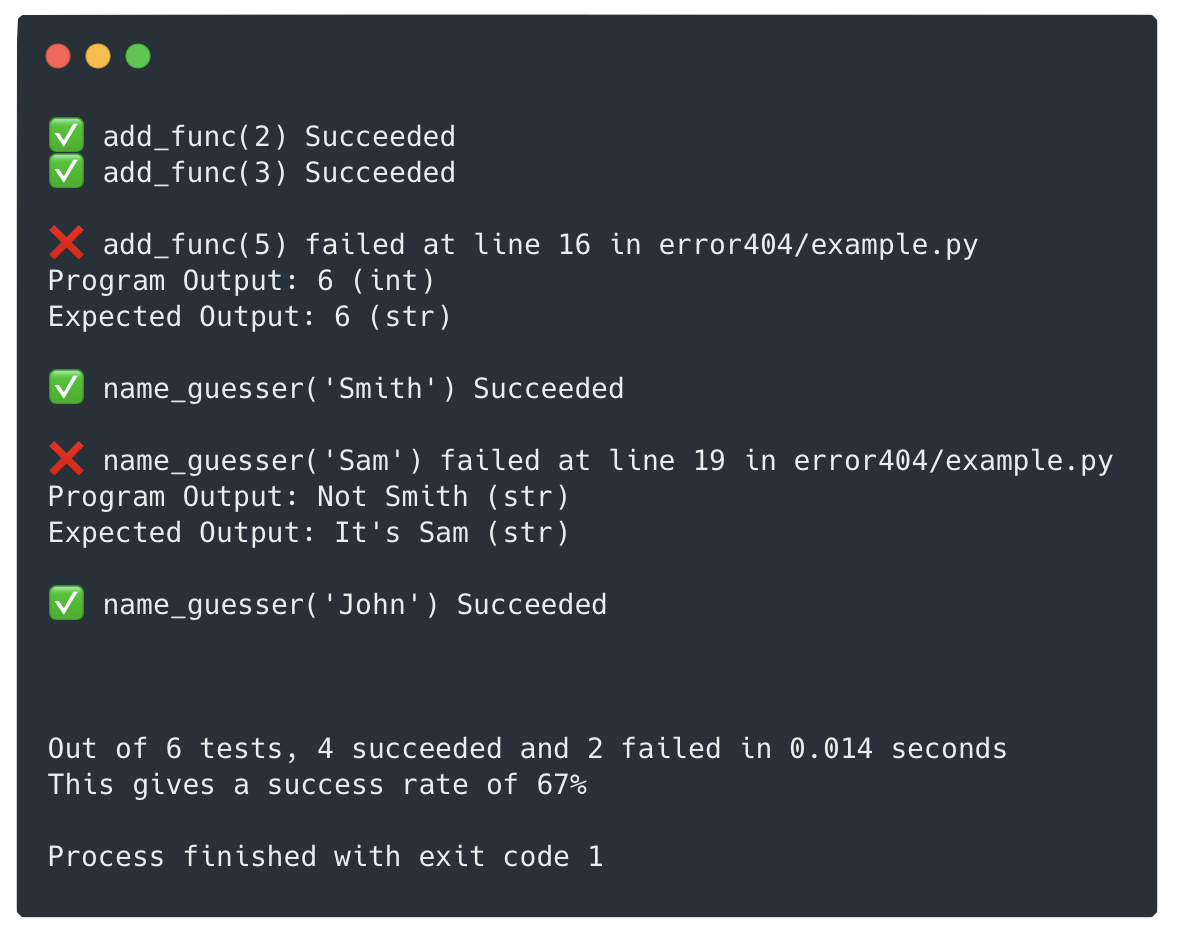 ✅ add_func(2) Succeeded
✅ add_func(3) Succeeded
❌ add_func(5) failed at line 16 in error404/example.py
Program Output: 6 (int)
Expected Output: 6 (str)
✅ name_guesser('Smith') Succeeded
❌ name_guesser('Sam') failed at line 19 in error404/example.py
Program Output: Not Smith (str)
Expected Output: It's Sam (str)
✅ name_guesser('John') Succeeded
Out of 6 tests, 4 succeeded and 2 failed in 0.014 seconds
This gives a success rate of 67%
Process finished with exit code 1